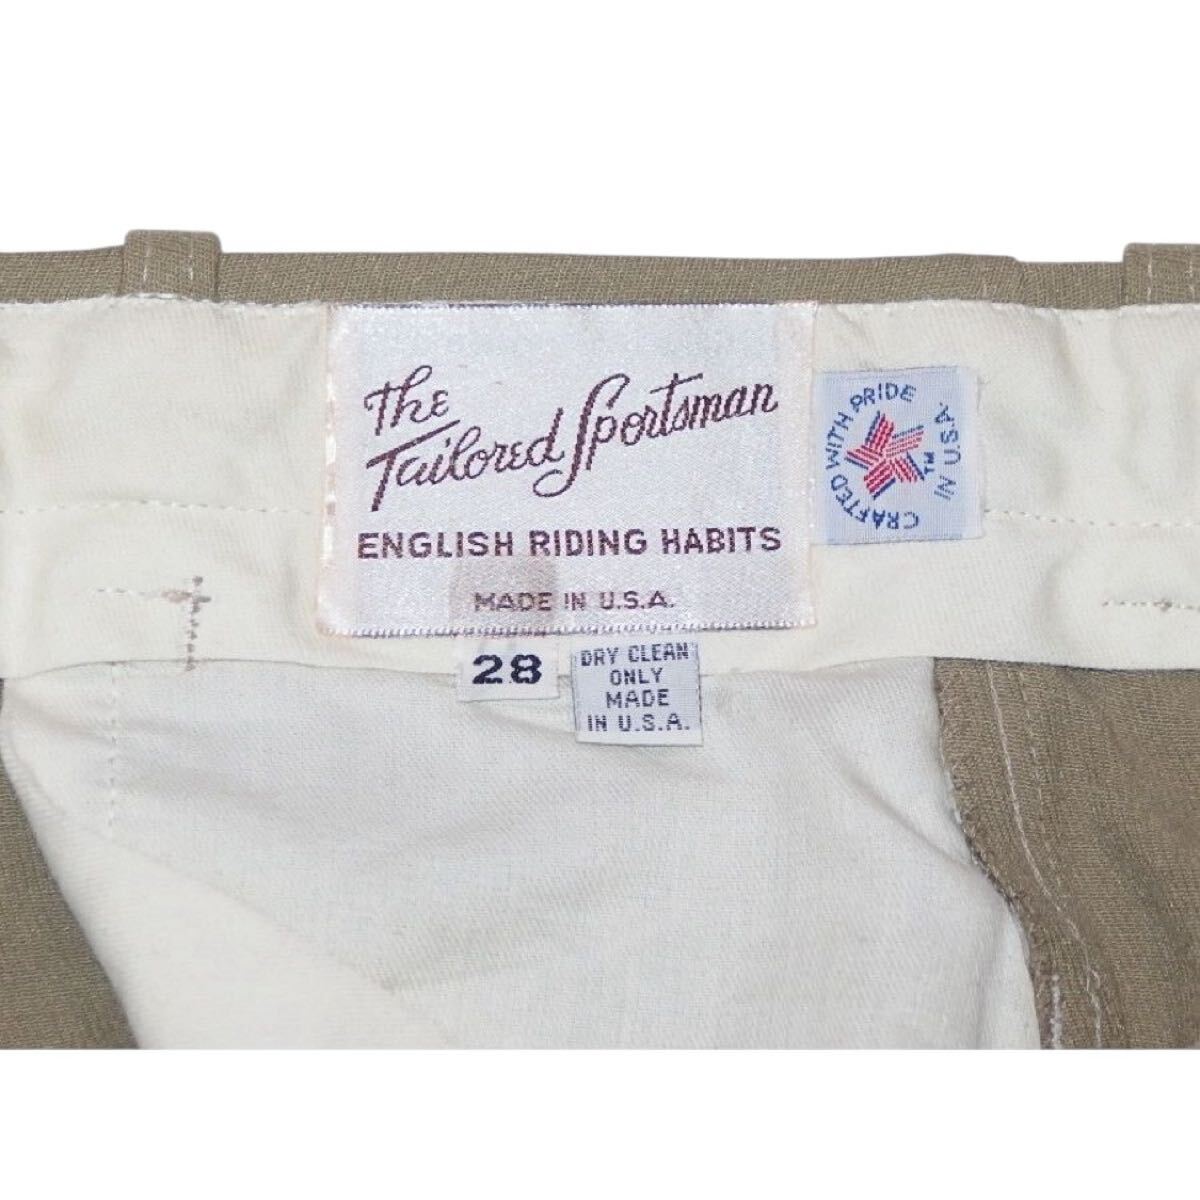 The
Tailored Sportsman
ENGLISH RIDING HABITS
MADE IN U.S.A.
CRAFTED WITH PRIDE
IN U.S.A.
™
28
DRY CLEAN
ONLY
MADE
IN U.S.A.